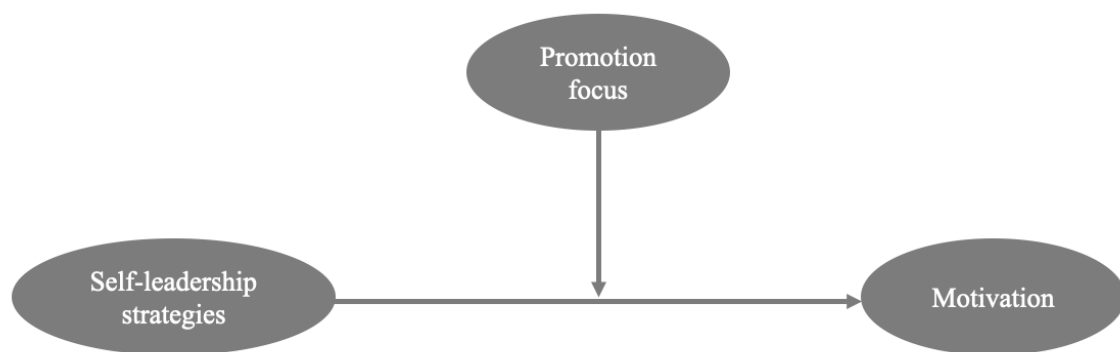 Promotion
focus
Self-leadership
strategies
Motivation